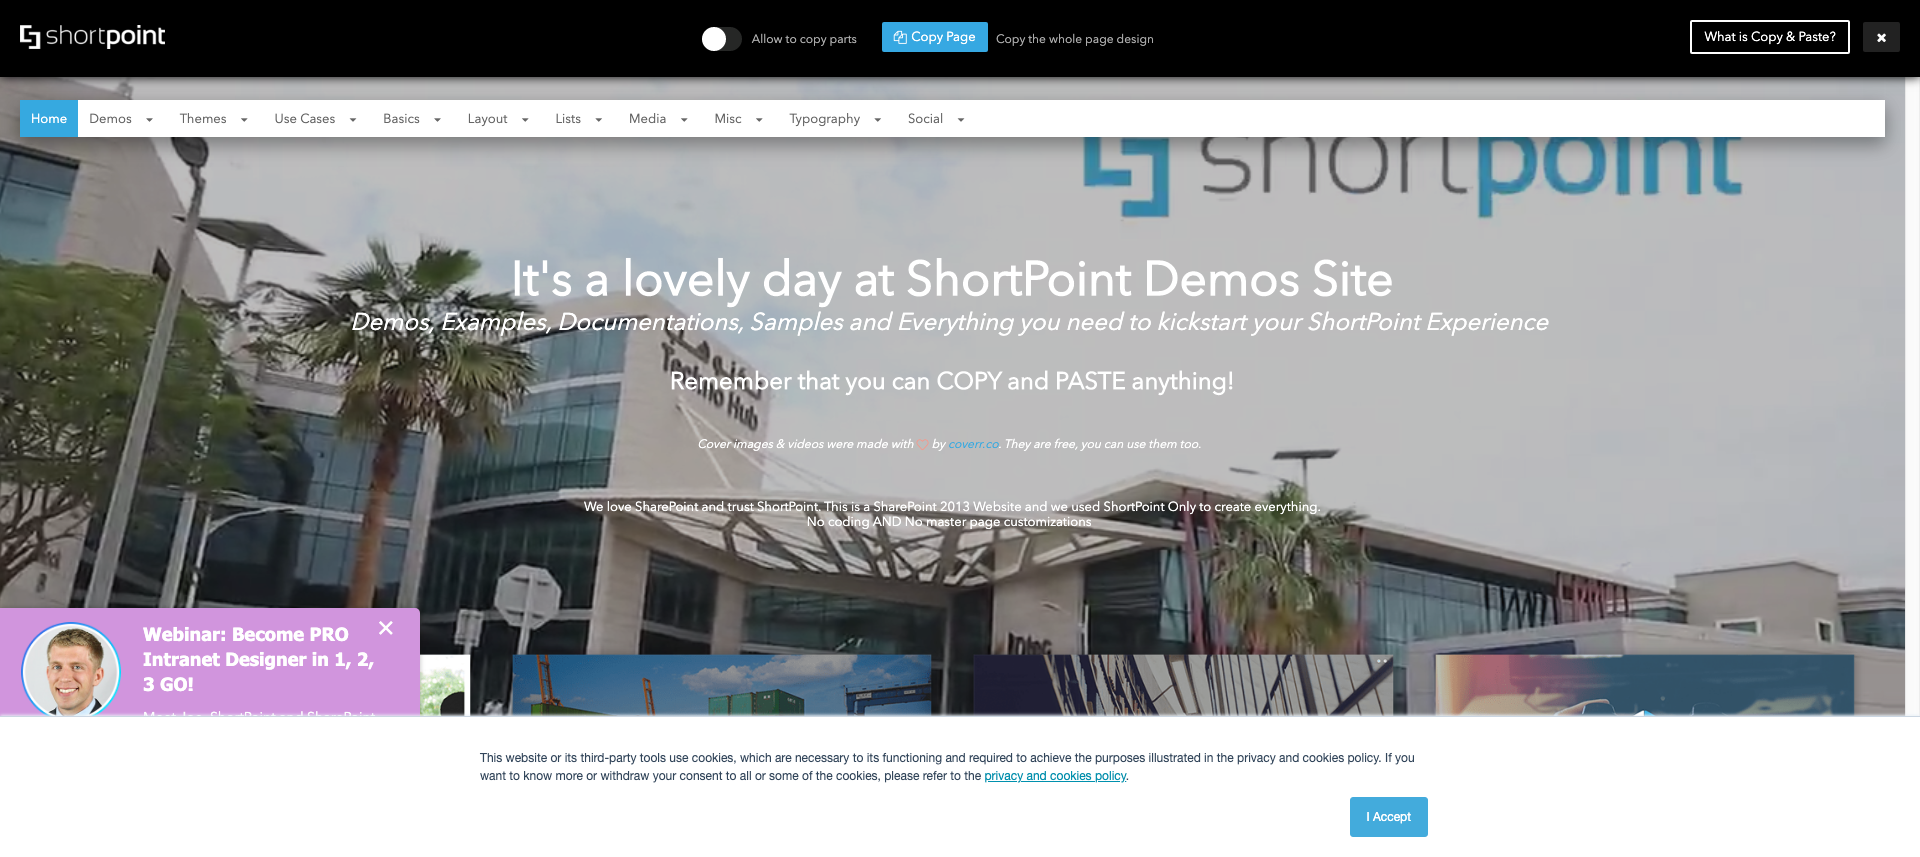 shortpoint
Allow to copy parts
Copy Page
Copy the whole page design
What is Copy & Paste?
Home
Demos
Themes
Use Cases
Basics
Layout
Lists
Media
Misc
Typography
Social
shortpoint
It's a lovely day at ShortPoint Demos Site
Demos, Examples, Documentations, Samples and Everything you need to kickstart your ShortPoint Experience
Remember that you can COPY and PASTE anything!
Cover images & videos were made with ♡ by coverr.co. They are free, you can use them too.
We love SharePoint and trust ShortPoint. This is a SharePoint 2013 Website and we used ShortPoint Only to create everything.
No coding AND No master page customizations
Webinar: Become PRO
Intranet Designer in 1, 2,
3 GO!
This website or its third-party tools use cookies, which are necessary to its functioning and required to achieve the purposes illustrated in the privacy and cookies policy. If you
want to know more or withdraw your consent to all or some of the cookies, please refer to the privacy and cookies policy.
I Accept